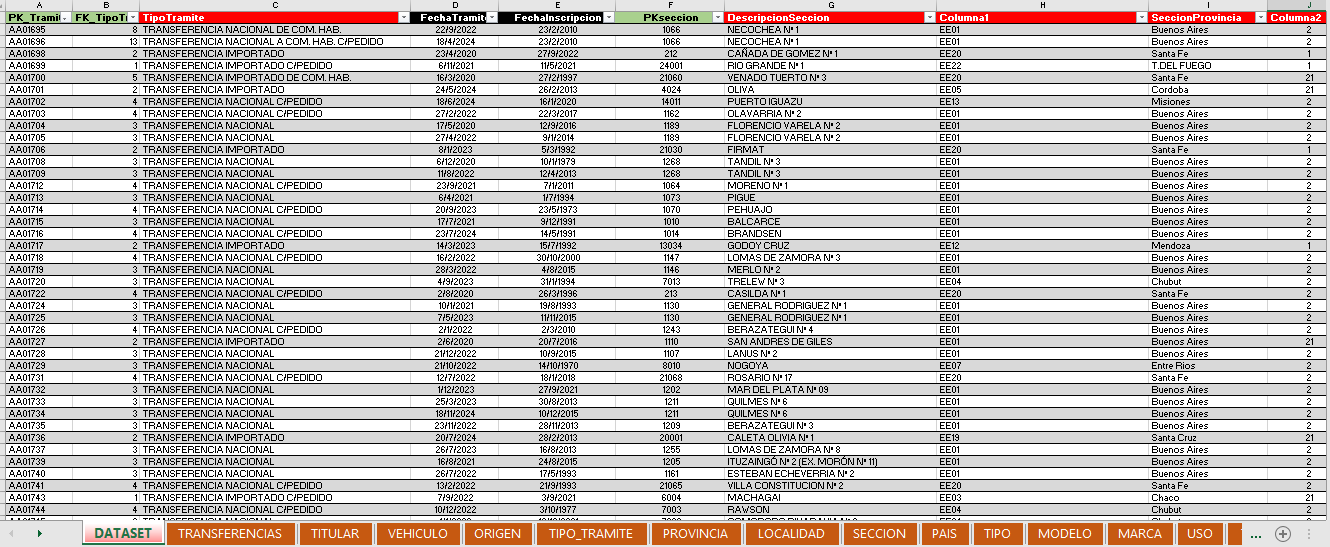 A B C D E F G H I J
PK_Trami FK_TipoTr TipoTramite FechaTramite FechaInscripcion PKseccion DescripcionSeccion Columna1 SeccionProvincia Columna2
AA01695 8 TRANSFERENCIA NACIONAL DE COM. HAB. 22/9/2022 23/2/2010 1066 NECOCHEA Nº 1 EE01 Buenos Aires 2
AA01696 13 TRANSFERENCIA NACIONAL A COM. HAB. C/PEDIDO 18/4/2024 23/2/2010 1066 NECOCHEA Nº 1 EE01 Buenos Aires 2
AA01698 2 TRANSFERENCIA IMPORTADO 23/4/2020 27/9/2022 212 CAÑADA DE GOMEZ Nº 1 EE20 Santa Fe 1
AA01699 1 TRANSFERENCIA IMPORTADO C/PEDIDO 6/11/2021 11/5/2021 24001 RIO GRANDE Nº 1 EE22 T.DEL FUEGO 1
AA01700 5 TRANSFERENCIA IMPORTADO DE COM. HAB. 16/3/2020 27/2/1997 21060 VENADO TUERTO Nº 3 EE20 Santa Fe 21
AA01701 2 TRANSFERENCIA IMPORTADO 24/5/2024 26/2/2013 4024 OLIVA EE05 Cordoba 21
AA01702 4 TRANSFERENCIA NACIONAL C/PEDIDO 18/6/2024 16/1/2020 14011 PUERTO IGUAZU EE13 Misiones 2
AA01703 4 TRANSFERENCIA NACIONAL C/PEDIDO 27/2/2022 22/3/2017 1162 OLAVARRIA Nº 2 EE01 Buenos Aires 2
AA01704 3 TRANSFERENCIA NACIONAL 17/5/2020 12/9/2016 1189 FLORENCIO VARELA Nº 2 EE01 Buenos Aires 2
AA01705 3 TRANSFERENCIA NACIONAL 27/4/2022 9/1/2014 1189 FLORENCIO VARELA Nº 2 EE01 Buenos Aires 2
AA01706 2 TRANSFERENCIA IMPORTADO 8/1/2023 5/3/1992 21030 FIRMAT EE20 Santa Fe 1
AA01708 3 TRANSFERENCIA NACIONAL 6/12/2020 10/1/1979 1268 TANDIL Nº 3 EE01 Buenos Aires 2
AA01709 3 TRANSFERENCIA NACIONAL 11/8/2022 12/4/2013 1268 TANDIL Nº 3 EE01 Buenos Aires 2
AA01712 4 TRANSFERENCIA NACIONAL C/PEDIDO 23/9/2021 7/1/2011 1064 MORENO Nº 1 EE01 Buenos Aires 2
AA01713 3 TRANSFERENCIA NACIONAL 6/4/2021 1/7/1994 1073 PIGUE EE01 Buenos Aires 2
AA01714 4 TRANSFERENCIA NACIONAL C/PEDIDO 20/9/2023 23/5/1973 1070 PEHUAJO EE01 Buenos Aires 2
AA01715 3 TRANSFERENCIA NACIONAL 17/7/2021 9/12/1991 1010 BALCARCE EE01 Buenos Aires 2
AA01716 4 TRANSFERENCIA NACIONAL C/PEDIDO 23/7/2024 14/5/1991 1014 BRANDSEN EE01 Buenos Aires 2
AA01717 2 TRANSFERENCIA IMPORTADO 14/3/2023 15/7/1992 13034 GODOY CRUZ EE12 Mendoza 1
AA01718 4 TRANSFERENCIA NACIONAL C/PEDIDO 16/2/2022 30/10/2000 1147 LOMAS DE ZAMORA Nº 3 EE01 Buenos Aires 2
AA01719 3 TRANSFERENCIA NACIONAL 28/3/2022 4/8/2015 1146 MERLO Nº 2 EE01 Buenos Aires 2
AA01720 3 TRANSFERENCIA NACIONAL 4/9/2023 31/1/1994 7013 TRELEW Nº 3 EE04 Chubut 2
AA01722 4 TRANSFERENCIA NACIONAL C/PEDIDO 2/8/2020 26/3/1996 213 CASILDA Nº 1 EE20 Santa Fe 2
AA01724 3 TRANSFERENCIA NACIONAL 10/1/2021 19/8/1993 1130 GENERAL RODRIGUEZ Nº 1 EE01 Buenos Aires 2
AA01725 3 TRANSFERENCIA NACIONAL 7/5/2023 11/11/2015 1130 GENERAL RODRIGUEZ Nº 1 EE01 Buenos Aires 2
AA01726 4 TRANSFERENCIA NACIONAL C/PEDIDO 2/1/2022 2/3/2010 1243 BERAZATEGUI Nº 4 EE01 Buenos Aires 2
AA01727 2 TRANSFERENCIA IMPORTADO 2/6/2020 20/7/2016 1110 SAN ANDRES DE GILES EE01 Buenos Aires 21
AA01728 3 TRANSFERENCIA NACIONAL 21/12/2022 10/9/2015 1107 LANUS Nº 2 EE01 Buenos Aires 2
AA01729 3 TRANSFERENCIA NACIONAL 21/10/2022 14/10/1970 8010 NOGOYA EE07 Entre Rios 2
AA01731 4 TRANSFERENCIA NACIONAL C/PEDIDO 12/7/2022 18/1/2018 21068 ROSARIO Nº 17 EE20 Santa Fe 2
AA01732 3 TRANSFERENCIA NACIONAL 1/12/2023 27/9/2021 1202 MAR DEL PLATA Nº 09 EE01 Buenos Aires 2
AA01733 3 TRANSFERENCIA NACIONAL 25/3/2023 30/8/2013 1211 QUILMES Nº 6 EE01 Buenos Aires 2
AA01734 3 TRANSFERENCIA NACIONAL 18/11/2024 10/12/2015 1211 QUILMES Nº 6 EE01 Buenos Aires 2
AA01735 3 TRANSFERENCIA NACIONAL 23/11/2022 28/11/2013 1209 BERAZATEGUI Nº 3 EE01 Buenos Aires 2
AA01736 2 TRANSFERENCIA IMPORTADO 20/7/2024 28/2/2013 20001 CALETA OLIVIA Nº 1 EE19 Santa Cruz 21
AA01737 3 TRANSFERENCIA NACIONAL 26/7/2023 16/8/2013 1255 LOMAS DE ZAMORA Nº 8 EE01 Buenos Aires 2
AA01739 3 TRANSFERENCIA NACIONAL 16/8/2021 24/8/2015 1205 ITUZAINGÓ Nº 2 (EX. MORÓN Nº 11) EE01 Buenos Aires 2
AA01740 3 TRANSFERENCIA NACIONAL 26/7/2022 17/5/1993 1161 ESTEBAN ECHEVERRIA Nº 2 EE01 Buenos Aires 2
AA01741 4 TRANSFERENCIA NACIONAL C/PEDIDO 13/2/2022 21/9/1993 21065 VILLA CONSTITUCION Nº 2 EE20 Santa Fe 2
AA01743 1 TRANSFERENCIA IMPORTADO C/PEDIDO 7/9/2022 3/9/2021 6004 MACHAGAI EE03 Chaco 21
AA01744 4 TRANSFERENCIA NACIONAL C/PEDIDO 10/12/2022 3/10/1977 7003 RAWSON EE04 Chubut 2
DATASET TRANSFERENCIAS TITULAR VEHICULO ORIGEN TIPO_TRAMITE PROVINCIA LOCALIDAD SECCION PAIS TIPO MODELO MARCA USO ...